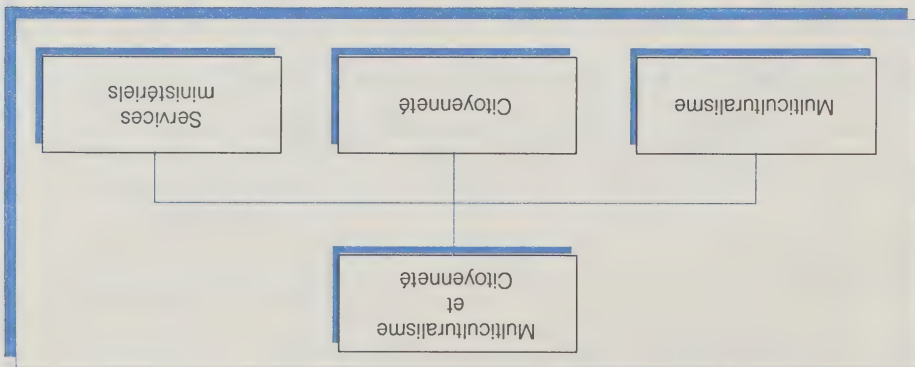 Multiculturalisme
et
Citoyenneté
Multiculturalisme
Citoyenneté
Services
ministériels